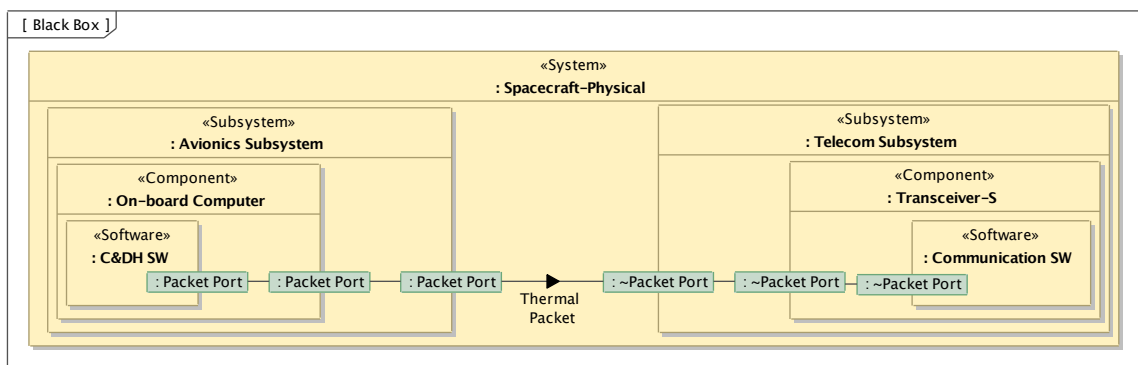 [ Black Box ]
«System»
: Spacecraft-Physical
«Subsystem»
: Avionics Subsystem
«Component»
: On-board Computer
«Software»
: C&DH SW
: Packet Port
: Packet Port
: Packet Port
Thermal
Packet
«Subsystem»
: Telecom Subsystem
«Component»
: Transceiver-S
«Software»
: Communication SW
: ~Packet Port
: ~Packet Port
: ~Packet Port